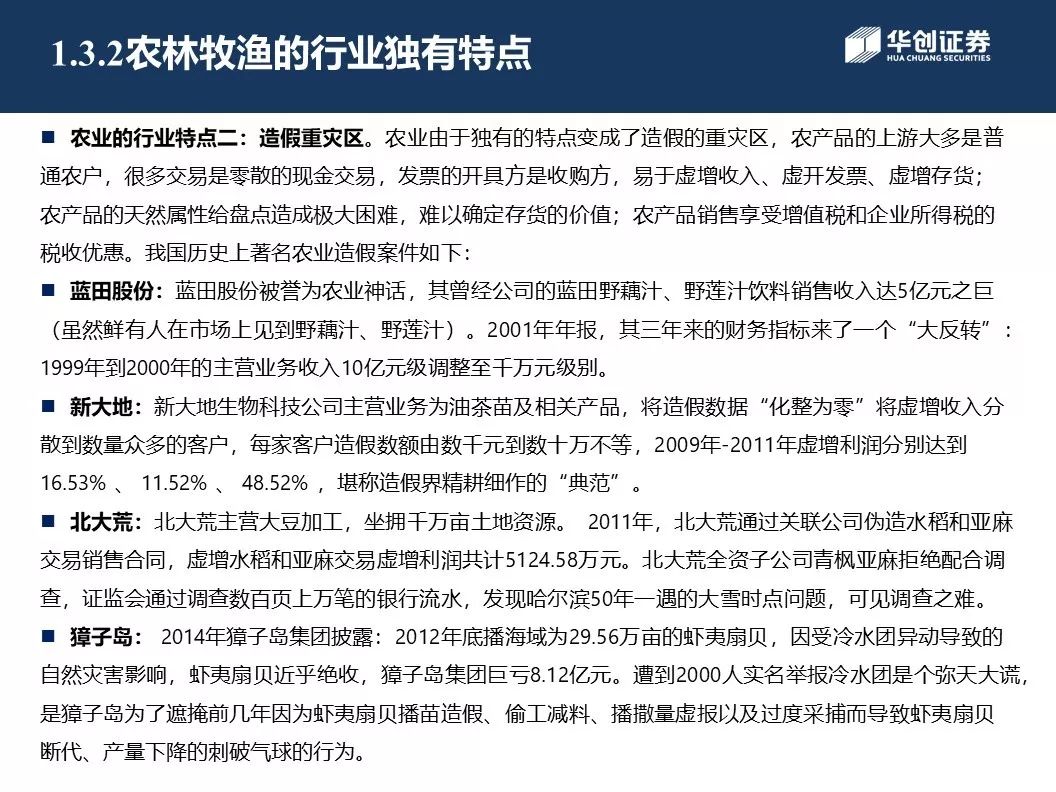 1.3.2农林牧渔的行业独有特点
华创证券
HUA CHUANG SECURITIES
■ 农业的行业特点二：造假重灾区。农业由于独有的特点变成了造假的重灾区，农产品的上游大多是普
通农户，很多交易是零散的现金交易，发票的开具方是收购方，易于虚增收入、虚开发票、虚增存货；
农产品的天然属性给盘点造成极大困难，难以确定存货的价值；农产品销售享受增值税和企业所得税的
税收优惠。我国历史上著名农业造假案件如下：
■ 蓝田股份：蓝田股份被誉为农业神话，其曾经公司的蓝田野藕汁、野莲汁饮料销售收入达5亿元之巨
（虽然鲜有人在市场上见到野藕汁、野莲汁）。2001年年报，其三年来的财务指标来了一个“大反转”：
1999年到2000年的主营业务收入10亿元级调整至千万元级别。
■ 新大地：新大地生物科技公司主营业务为油茶苗及相关产品，将造假数据“化整为零”将虚增收入分
散到数量众多的客户，每家客户造假数额由数千元到数十万不等，2009年-2011年虚增利润分别达到
16.53% 、 11.52% 、 48.52% ，堪称造假界精耕细作的“典范”。
■ 北大荒：北大荒主营大豆加工，坐拥千万亩土地资源。 2011年，北大荒通过关联公司伪造水稻和亚麻
交易销售合同，虚增水稻和亚麻交易虚增利润共计5124.58万元。北大荒全资子公司青枫亚麻拒绝配合调
查，证监会通过调查数百页上万笔的银行流水，发现哈尔滨50年一遇的大雪时点问题，可见调查之难。
■ 獐子岛： 2014年獐子岛集团披露：2012年底播海域为29.56万亩的虾夷扇贝，因受冷水团异动导致的
自然灾害影响，虾夷扇贝近乎绝收，獐子岛集团巨亏8.12亿元。遭到2000人实名举报冷水团是个弥天大谎，
是獐子岛为了遮掩前几年因为虾夷扇贝播苗造假、偷工减料、播撒量虚报以及过度采捕而导致虾夷扇贝
断代、产量下降的刺破气球的行为。